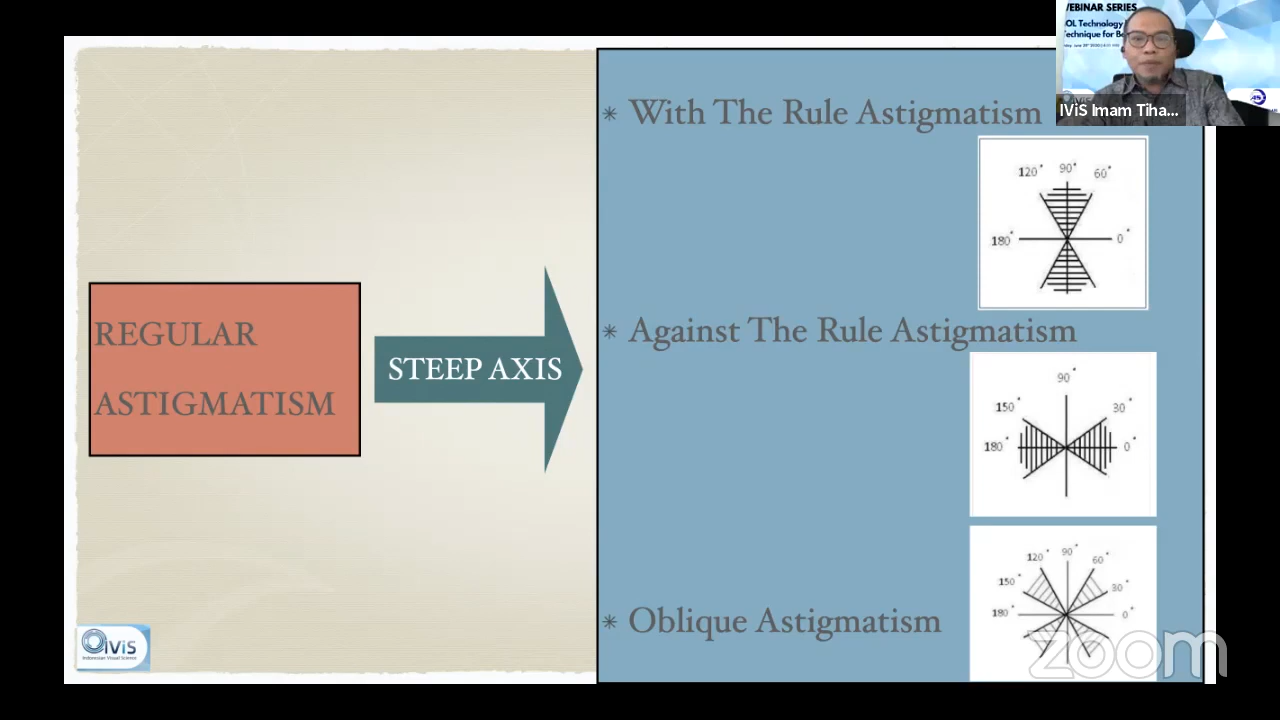 WEBINAR SERIES
IOL Technology
Technique for Be
IViS Imam Tiha...
With The Rule Astigmatism
120° 90° 60°
180° 0°
REGULAR
ASTIGMATISM
STEEP AXIS
Against The Rule Astigmatism
90°
150° 30°
180° 0°
Oblique Astigmatism
120° 90° 60°
150° 30°
180° 0°
iViS
Indonesian Visual Science
zoom